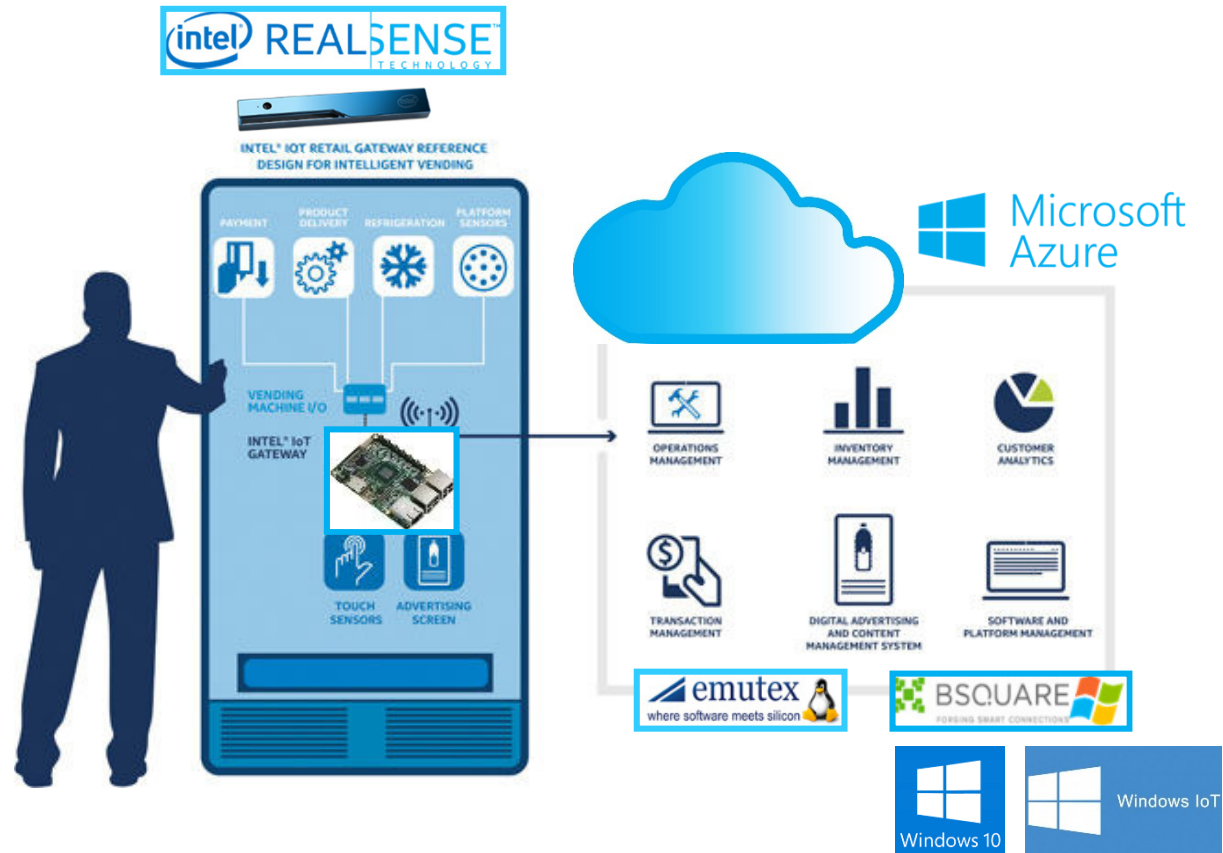 intel REALSENSE™
TECHNOLOGY
intel
INTEL® IOT RETAIL GATEWAY REFERENCE
DESIGN FOR INTELLIGENT VENDING
PAYMENT
PRODUCT
DELIVERY
REFRIGERATION
PLATFORM
SENSORS
VENDING
MACHINE I/O
INTEL® IoT
GATEWAY
TOUCH
SENSORS
ADVERTISING
SCREEN
Microsoft
Azure
OPERATIONS
MANAGEMENT
INVENTORY
MANAGEMENT
CUSTOMER
ANALYTICS
$
TRANSACTION
MANAGEMENT
DIGITAL ADVERTISING
AND CONTENT
MANAGEMENT SYSTEM
SOFTWARE AND
PLATFORM MANAGEMENT
emutex
where software meets silicon
BSQUARE
FORGING SMART CONNECTIONS
Windows 10
Windows IoT